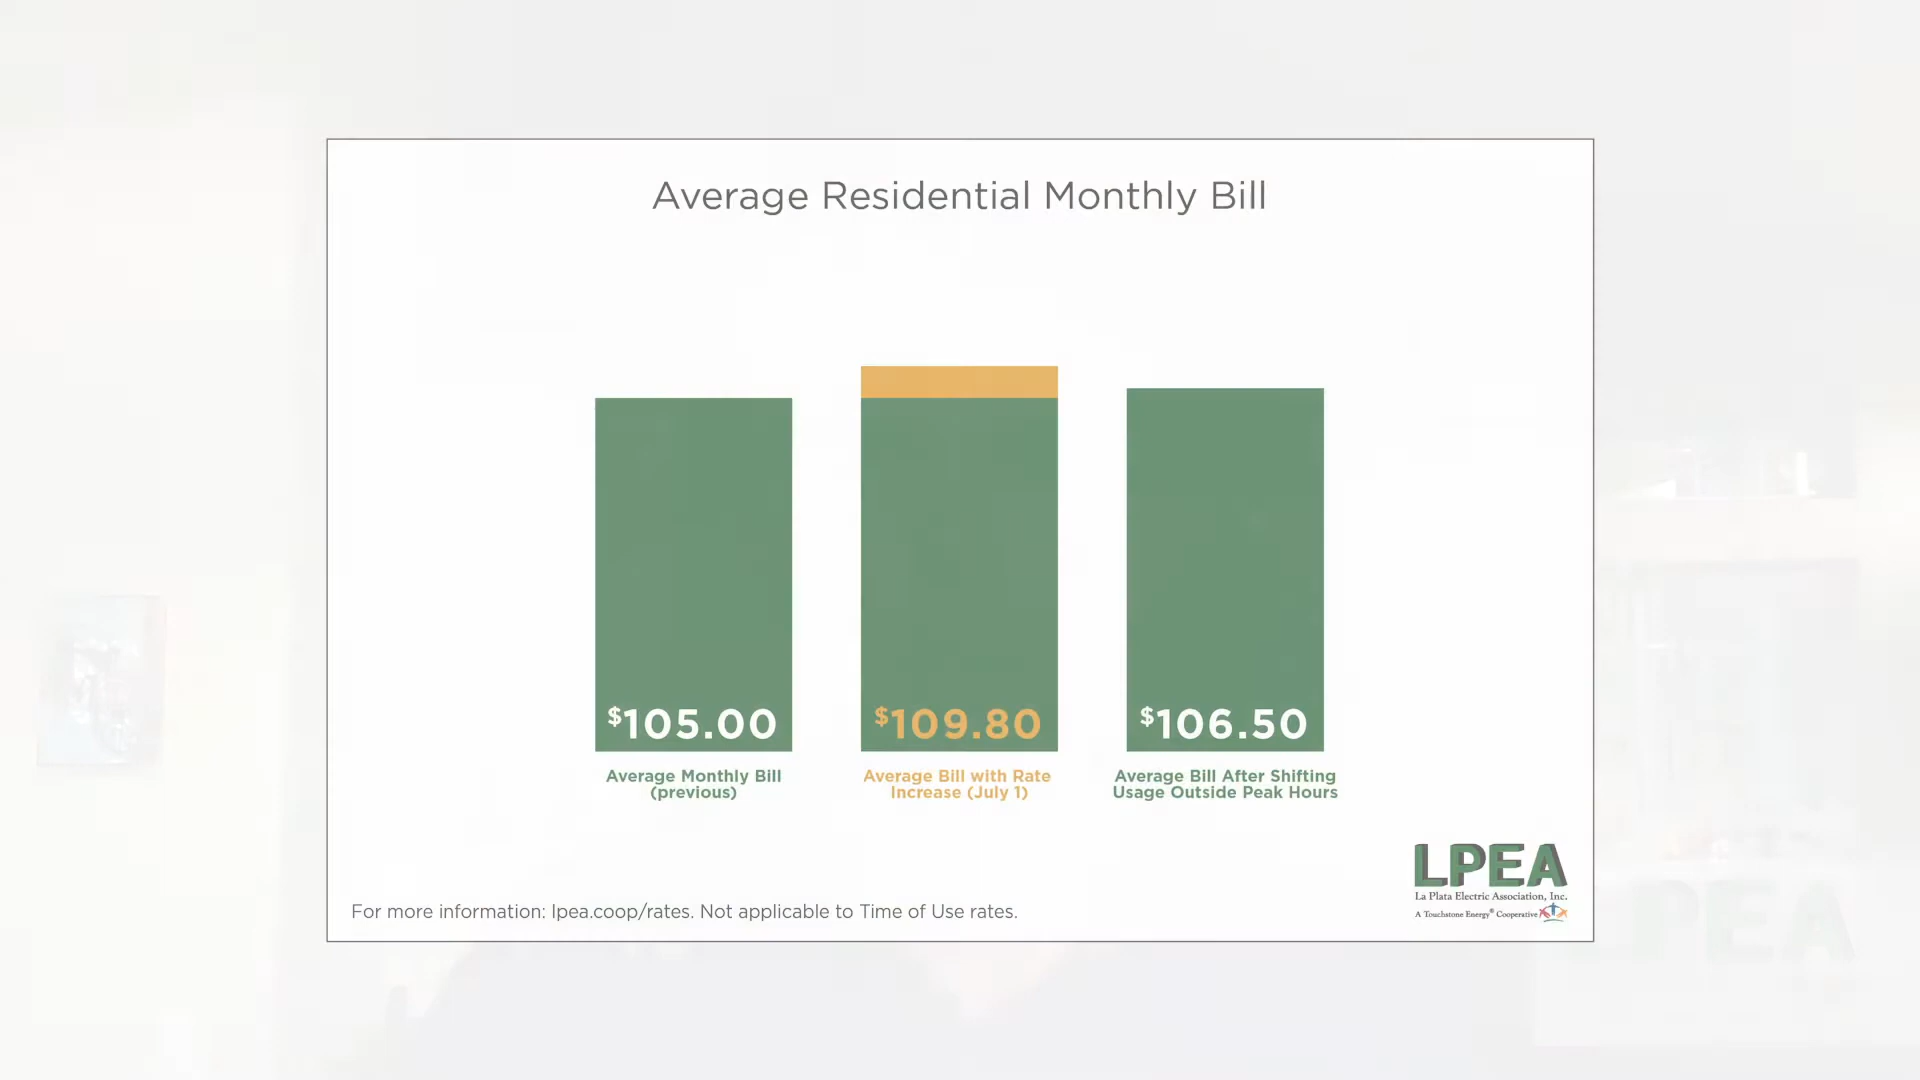 Average Residential Monthly Bill
$105.00
$109.80
$106.50
Average Monthly Bill
(previous)
Average Bill with Rate
Increase (July 1)
Average Bill After Shifting
Usage Outside Peak Hours
LPEA
La Plata Electric Association, Inc.
A Touchstone Energy® Cooperative
For more information: lpea.coop/rates. Not applicable to Time of Use rates.
LPEA